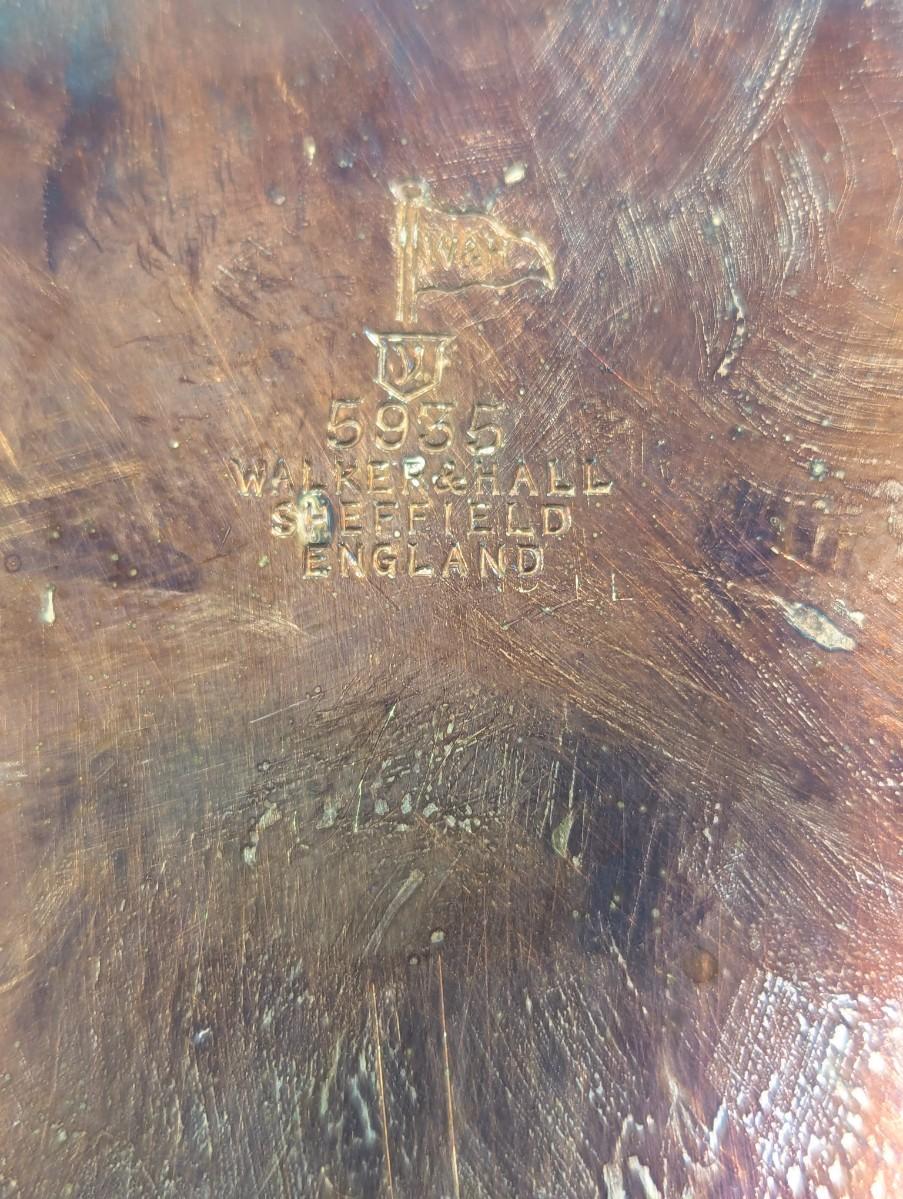 W&H
5935
WALKER&HALL
SHEFFIELD
ENGLAND